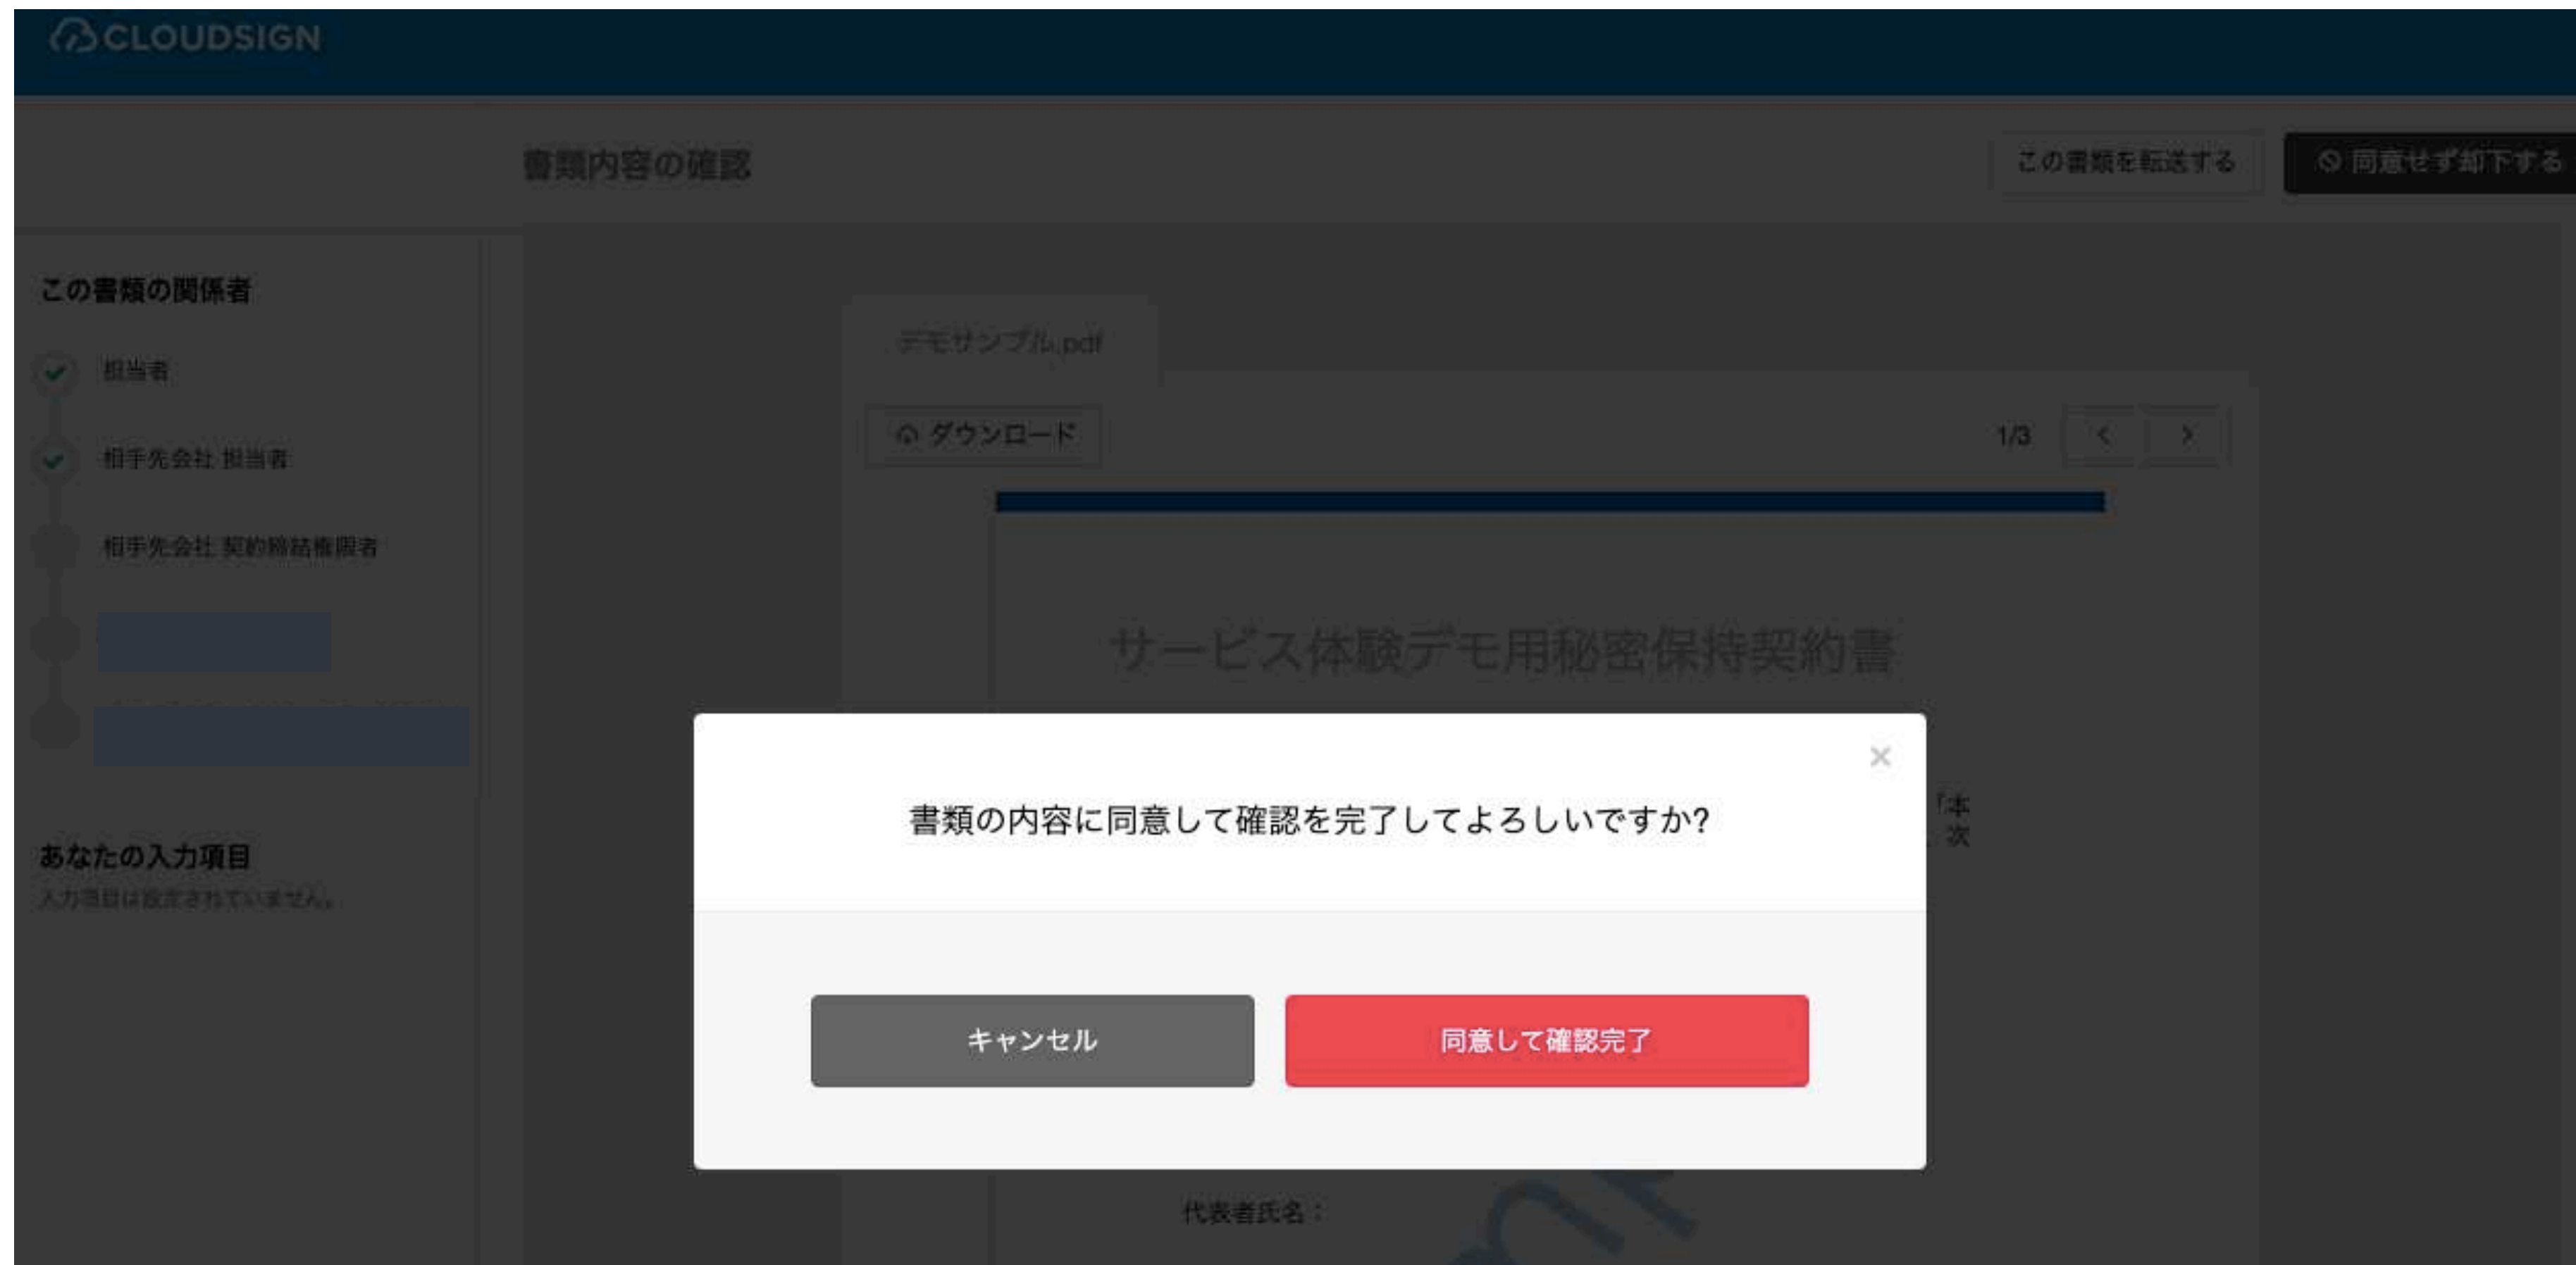 CLOUDSIGN
書類内容の確認
この書類を転送する
同意せず却下する
この書類の関係者
担当者
相手先会社 担当者
相手先会社 契約締結権限者
あなたの入力項目
入力項目は設定されていません。
デモサンプル.pdf
ダウンロード
1/3
サービス体験デモ用秘密保持契約書
「本
次
×
書類の内容に同意して確認を完了してよろしいですか?
キャンセル
同意して確認完了
代表者氏名：